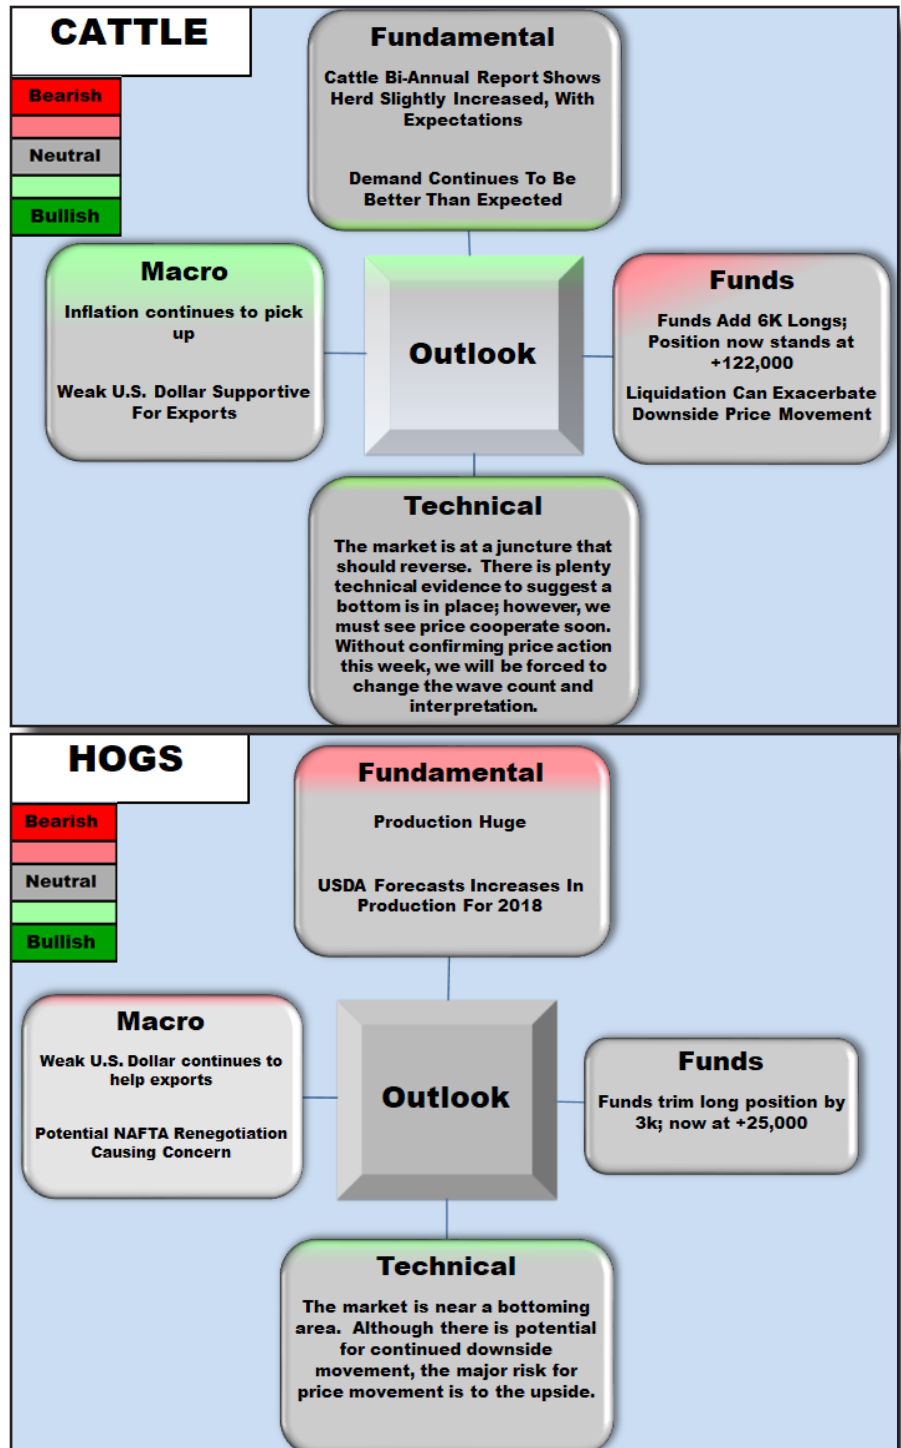 CATTLE
Bearish
Neutral
Bullish
Fundamental
Cattle Bi-Annual Report Shows
Herd Slightly Increased, With
Expectations
Demand Continues To Be
Better Than Expected
Macro
Inflation continues to pick
up
Weak U.S. Dollar Supportive
For Exports
Outlook
Funds
Funds Add 6K Longs;
Position now stands at
+122,000
Liquidation Can Exacerbate
Downside Price Movement
Technical
The market is at a juncture that
should reverse. There is plenty
technical evidence to suggest a
bottom is in place; however, we
must see price cooperate soon.
Without confirming price action
this week, we will be forced to
change the wave count and
interpretation.
HOGS
Bearish
Neutral
Bullish
Fundamental
Production Huge
USDA Forecasts Increases In
Production For 2018
Macro
Weak U.S. Dollar continues to
help exports
Potential NAFTA Renegotiation
Causing Concern
Outlook
Funds
Funds trim long position by
3k; now at +25,000
Technical
The market is near a bottoming
area. Although there is potential
for continued downside
movement, the major risk for
price movement is to the upside.